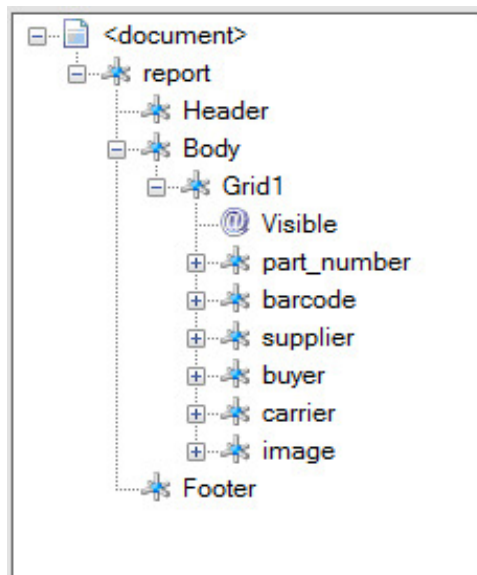 <document>
report
Header
Body
Grid1
Visible
part_number
barcode
supplier
buyer
carrier
image
Footer